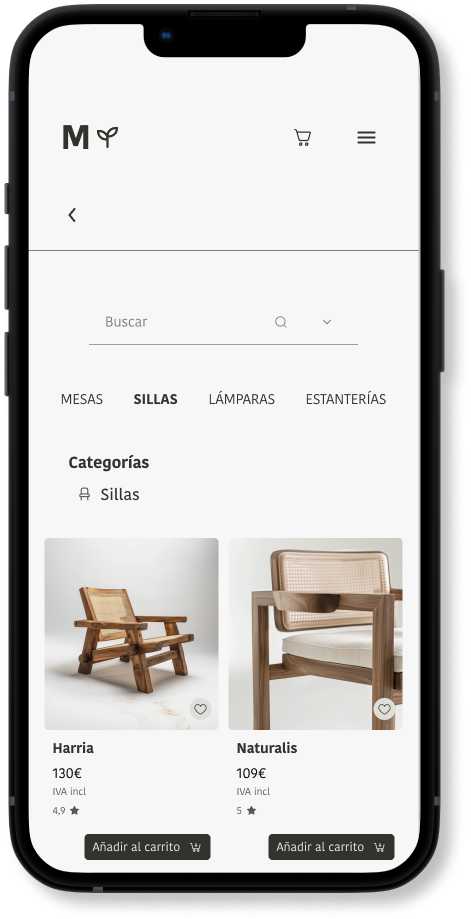 M
Buscar
MESAS SILLAS LÁMPARAS ESTANTERÍAS
Categorías
Sillas
Harria
130€
IVA incl
4,9
Añadir al carrito
Naturalis
109€
IVA incl
5
Añadir al carrito